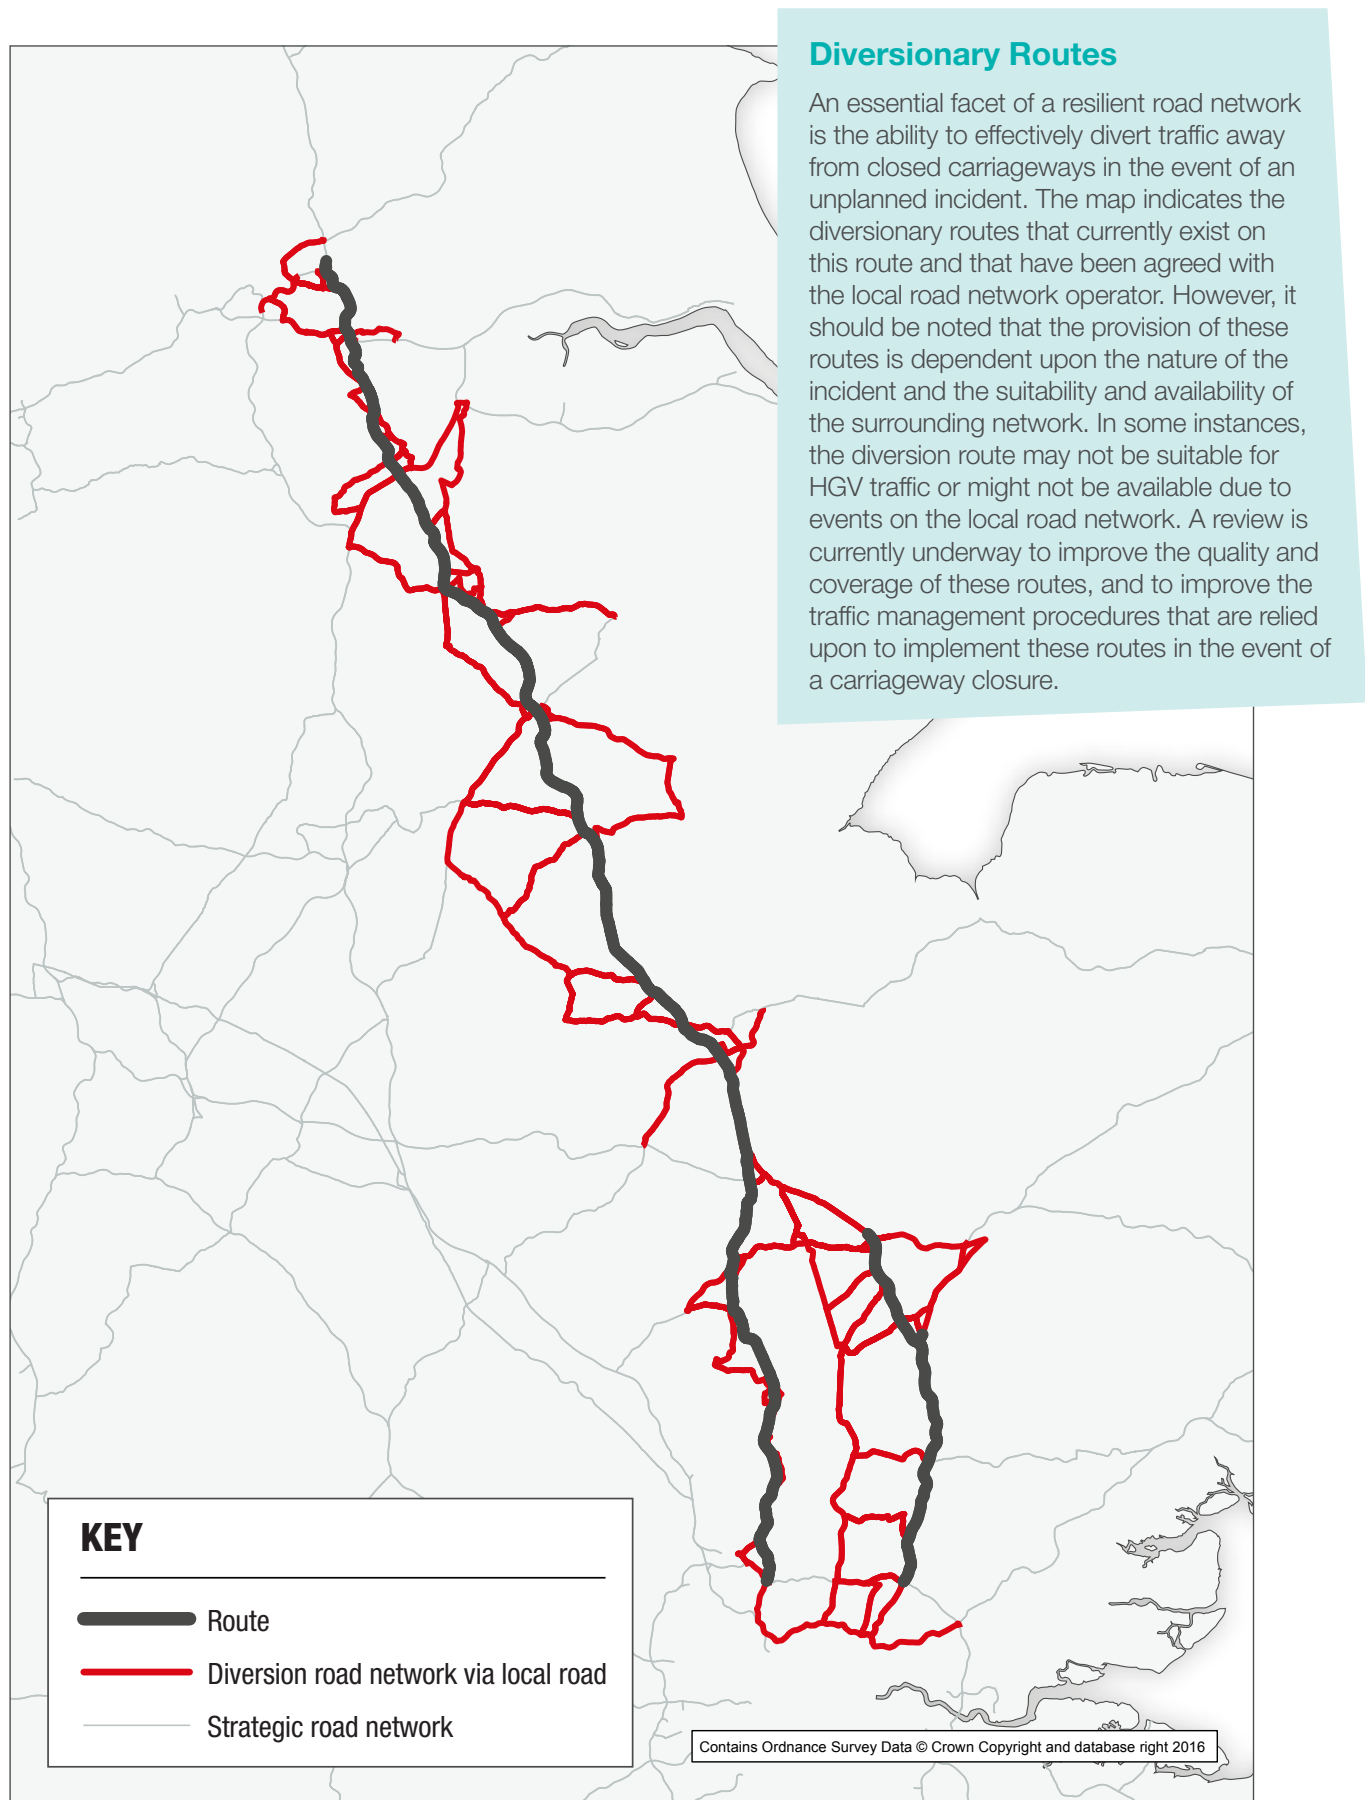 Diversionary Routes
An essential facet of a resilient road network
is the ability to effectively divert traffic away
from closed carriageways in the event of an
unplanned incident. The map indicates the
diversionary routes that currently exist on
this route and that have been agreed with
the local road network operator. However, it
should be noted that the provision of these
routes is dependent upon the nature of the
incident and the suitability and availability of
the surrounding network. In some instances,
the diversion route may not be suitable for
HGV traffic or might not be available due to
events on the local road network. A review is
currently underway to improve the quality and
coverage of these routes, and to improve the
traffic management procedures that are relied
upon to implement these routes in the event of
a carriageway closure.
KEY
Route
Diversion road network via local road
Strategic road network
Contains Ordnance Survey Data © Crown Copyright and database right 2016